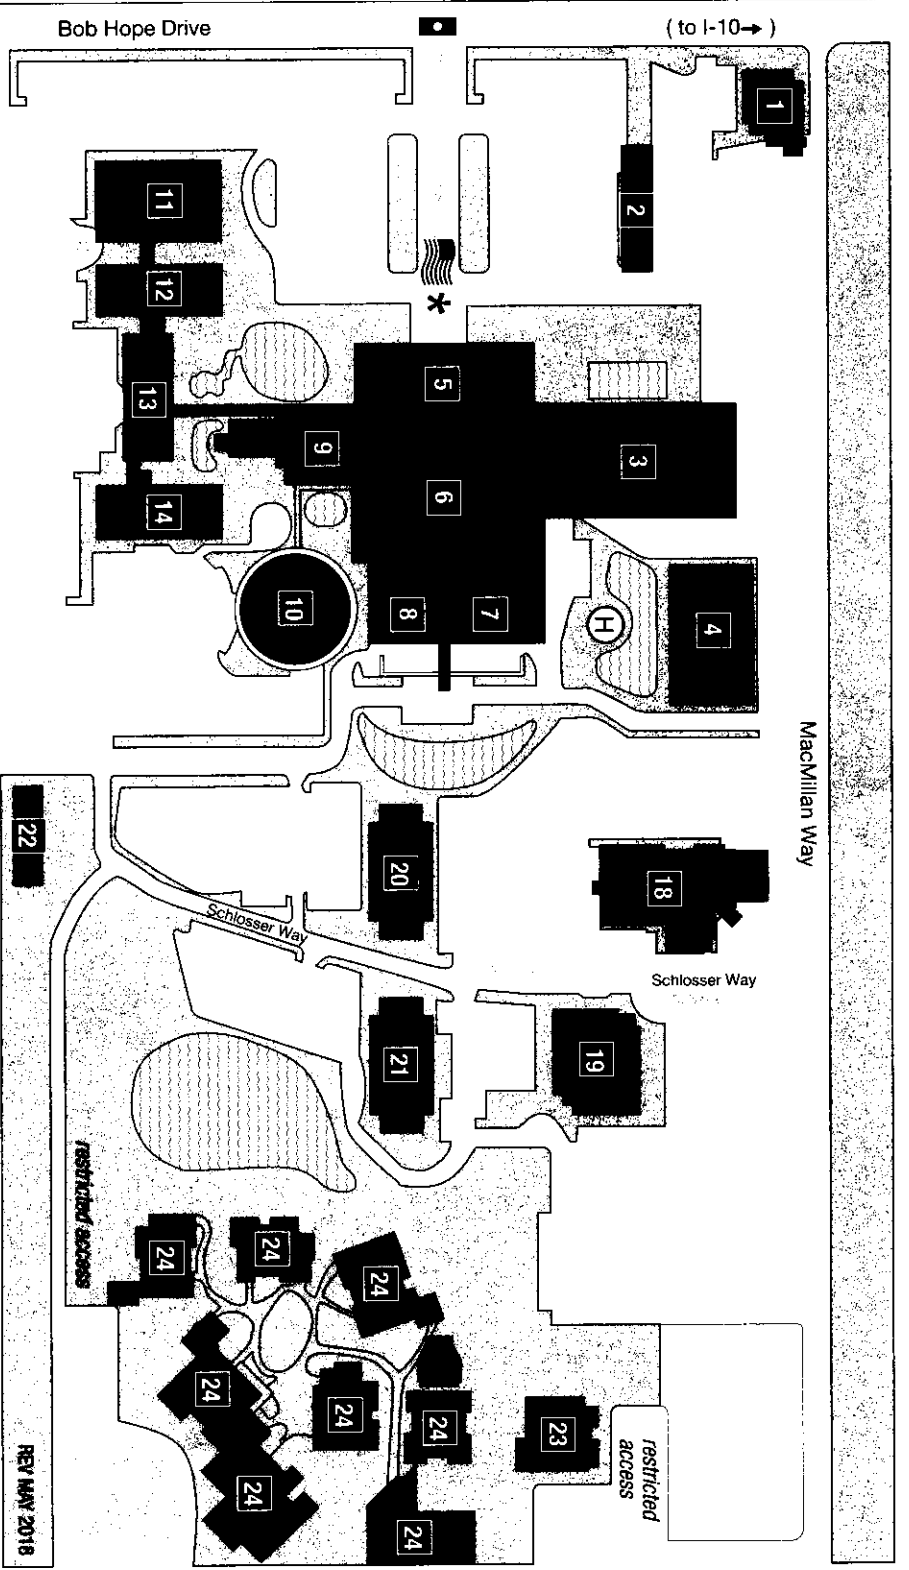 Bob Hope Drive
( to I-10→ )
1
2
11
12
13
14
5
3
9
6
10
8
7
4
H
MacMillan Way
22
20
18
Schlosser Way
Schlosser Way
21
19
restricted access
24
24
24
24
24
24
23
restricted
access
24
24
REV MAY 2018